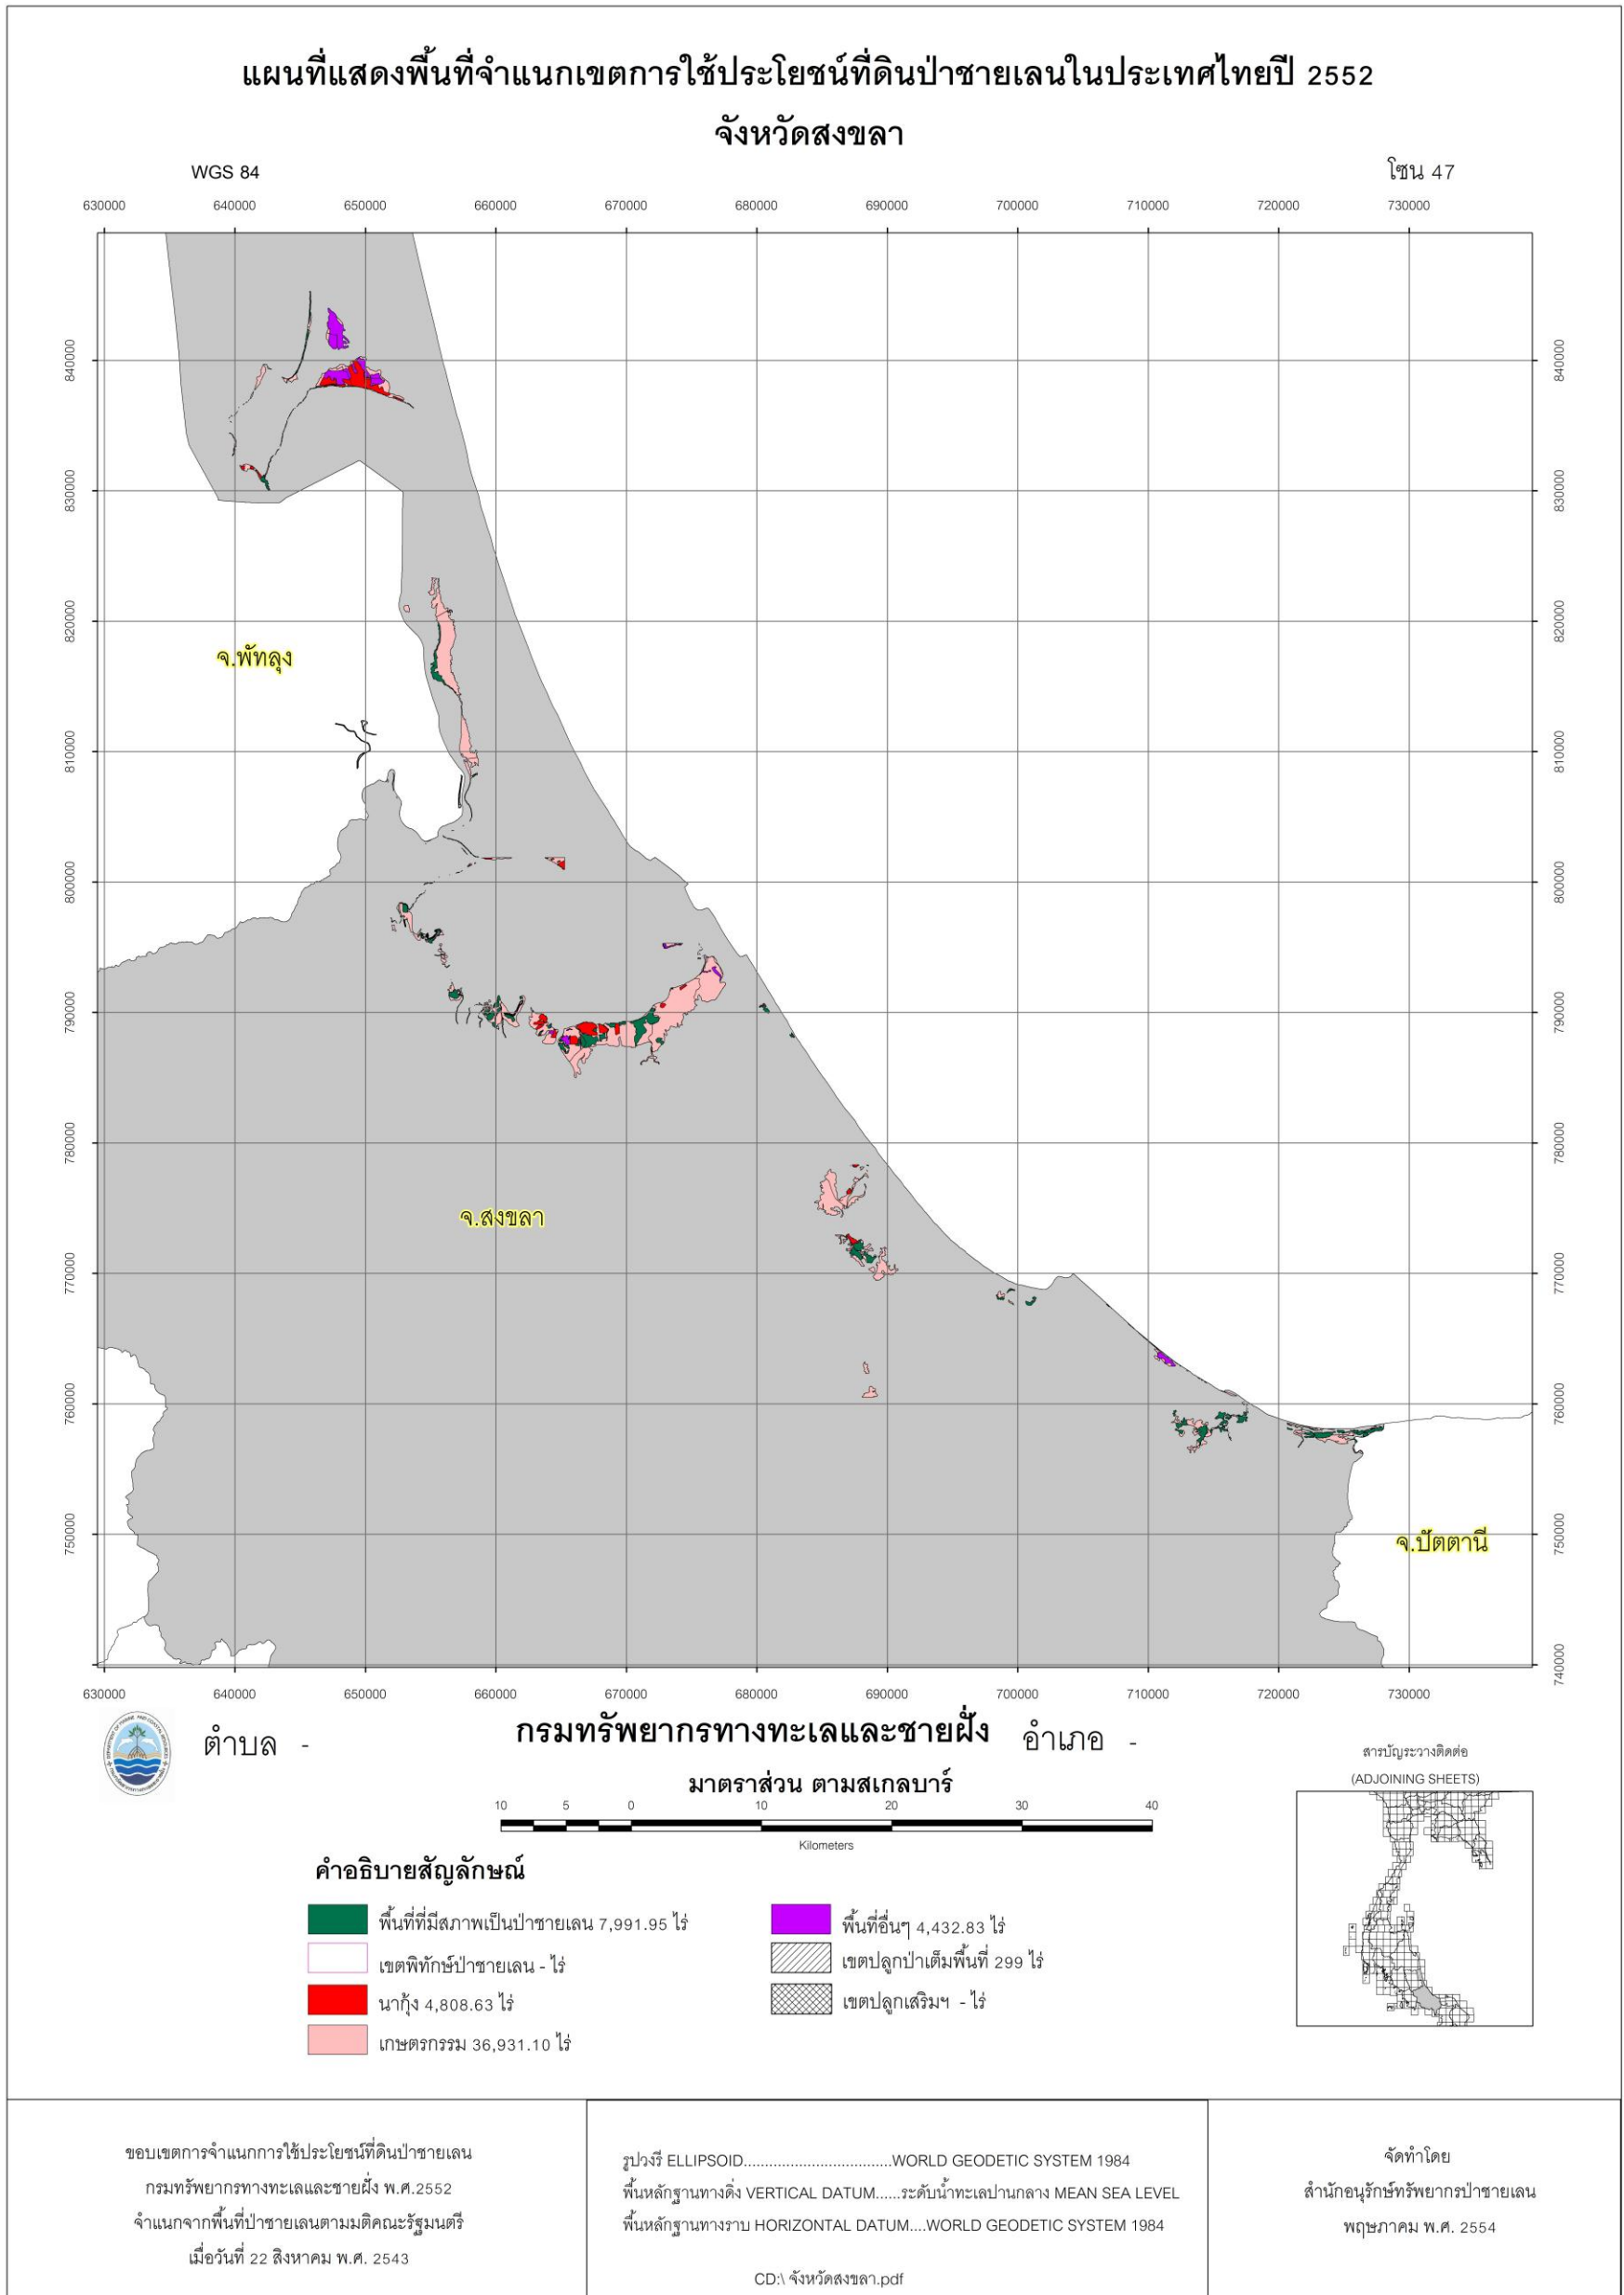 แผนที่แสดงพื้นที่จำแนกเขตการใช้ประโยชน์ที่ดินป่าชายเลนในประเทศไทยปี 2552
จังหวัดสงขลา
WGS 84
โซน 47
630000 640000 650000 660000 670000 680000 690000 700000 710000 720000 730000
840000 840000
830000 830000
820000 820000
จ.พัทลุง
810000 810000
800000 800000
790000 790000
780000 780000
จ.สงขลา
770000 770000
760000 760000
750000 750000
จ.ปัตตานี
740000
630000 640000 650000 660000 670000 680000 690000 700000 710000 720000 730000
ตำบล -
กรมทรัพยากรทางทะเลและชายฝั่ง
อำเภอ -
มาตราส่วน ตามสเกลบาร์
10 5 0 10 20 30 40
Kilometers
สารบัญระวางติดต่อ
(ADJOINING SHEETS)
คำอธิบายสัญลักษณ์
พื้นที่ที่มีสภาพเป็นป่าชายเลน 7,991.95 ไร่
เขตพิทักษ์ป่าชายเลน - ไร่
นากุ้ง 4,808.63 ไร่
เกษตรกรรม 36,931.10 ไร่
พื้นที่อื่นๆ 4,432.83 ไร่
เขตปลูกป่าเต็มพื้นที่ 299 ไร่
เขตปลูกเสริมฯ - ไร่
ขอบเขตการจำแนกการใช้ประโยชน์ที่ดินป่าชายเลน
กรมทรัพยากรทางทะเลและชายฝั่ง พ.ศ.2552
จำแนกจากพื้นที่ป่าชายเลนตามมติคณะรัฐมนตรี
เมื่อวันที่ 22 สิงหาคม พ.ศ. 2543
รูปวงรี ELLIPSOID...................................WORLD GEODETIC SYSTEM 1984
พื้นหลักฐานทางดิ่ง VERTICAL DATUM......ระดับน้ำทะเลปานกลาง MEAN SEA LEVEL
พื้นหลักฐานทางราบ HORIZONTAL DATUM....WORLD GEODETIC SYSTEM 1984
CD:\ จังหวัดสงขลา.pdf
จัดทำโดย
สำนักอนุรักษ์ทรัพยากรป่าชายเลน
พฤษภาคม พ.ศ. 2554